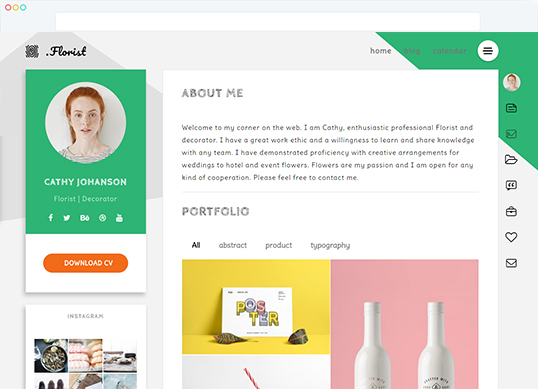 .Florist
home blog calendar
CATHY JOHANSON
Florist | Decorator
DOWNLOAD CV
INSTAGRAM
ABOUT ME
Welcome to my corner on the web. I am Cathy, enthusiastic professional Florist and
decorator. I have a great work ethic and a willingness to learn and share knowledge
with any team. I have demonstrated proficiency with creative arrangements for
weddings to hotel and event flowers. Flowers are my passion and I am open for any
kind of cooperation. Please feel free to contact me.
PORTFOLIO
All abstract product typography
POS
TER